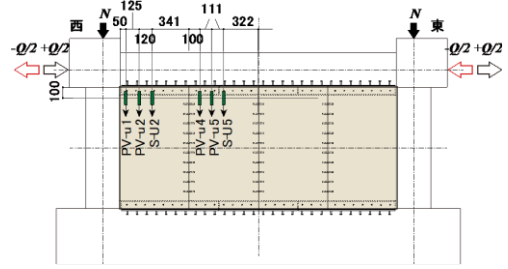 125
西 N 50 341 111 322 N 東
-Q/2 +Q/2 120 100 -Q/2 +Q/2
100
PV-u1
PV-u2
S-U2
PV-u4
PV-u5
S-U5